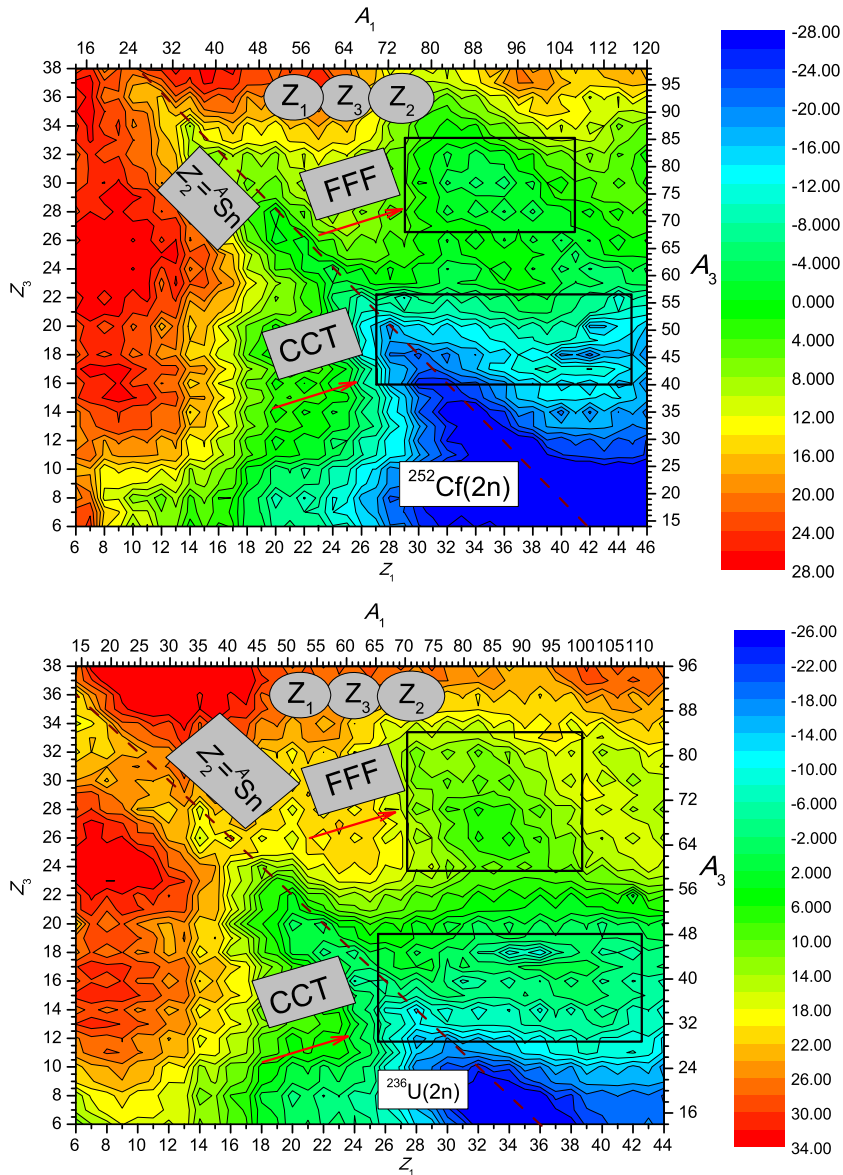 A1
16 24 32 40 48 56 64 72 80 88 96 104 112 120
38 36 34 32 30 28 26 24 22 20 18 16 14 12 10 8 6
Z3
Z1 Z3 Z2
Z2=ASn
FFF
CCT
252Cf(2n)
95 90 85 80 75 70 65 60 55 50 45 40 35 30 25 20 15
A3
6 8 10 12 14 16 18 20 22 24 26 28 30 32 34 36 38 40 42 44 46
Z1
-28.00
-24.00
-20.00
-16.00
-12.00
-8.000
-4.000
0.000
4.000
8.000
12.00
16.00
20.00
24.00
28.00
A1
15 20 25 30 35 40 45 50 55 60 65 70 75 80 85 90 95 100 105 110
38 36 34 32 30 28 26 24 22 20 18 16 14 12 10 8 6
Z3
Z1 Z3 Z2
Z2=ASn
FFF
CCT
236U(2n)
96 88 80 72 64 56 48 40 32 24 16
A3
6 8 10 12 14 16 18 20 22 24 26 28 30 32 34 36 38 40 42 44
Z1
-26.00
-22.00
-18.00
-14.00
-10.00
-6.000
-2.000
2.000
6.000
10.00
14.00
18.00
22.00
26.00
30.00
34.00